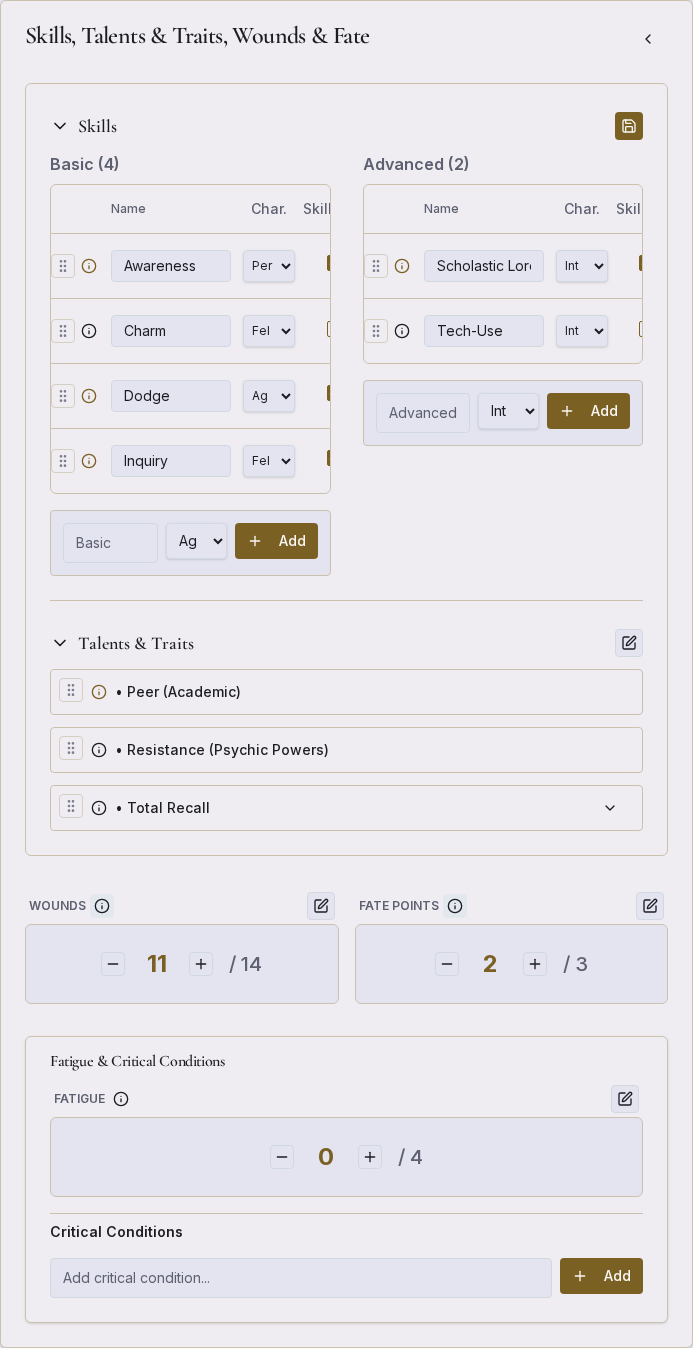 Skills, Talents & Traits, Wounds & Fate
Skills
Basic (4)
Name Char. Skill
Awareness Per
Charm Fel
Dodge Ag
Inquiry Fel
Basic Ag Add
Advanced (2)
Name Char. Skil
Scholastic Lor Int
Tech-Use Int
Advanced Int Add
Talents & Traits
• Peer (Academic)
• Resistance (Psychic Powers)
• Total Recall
WOUNDS
11 / 14
FATE POINTS
2 / 3
Fatigue & Critical Conditions
FATIGUE
0 / 4
Critical Conditions
Add critical condition... Add